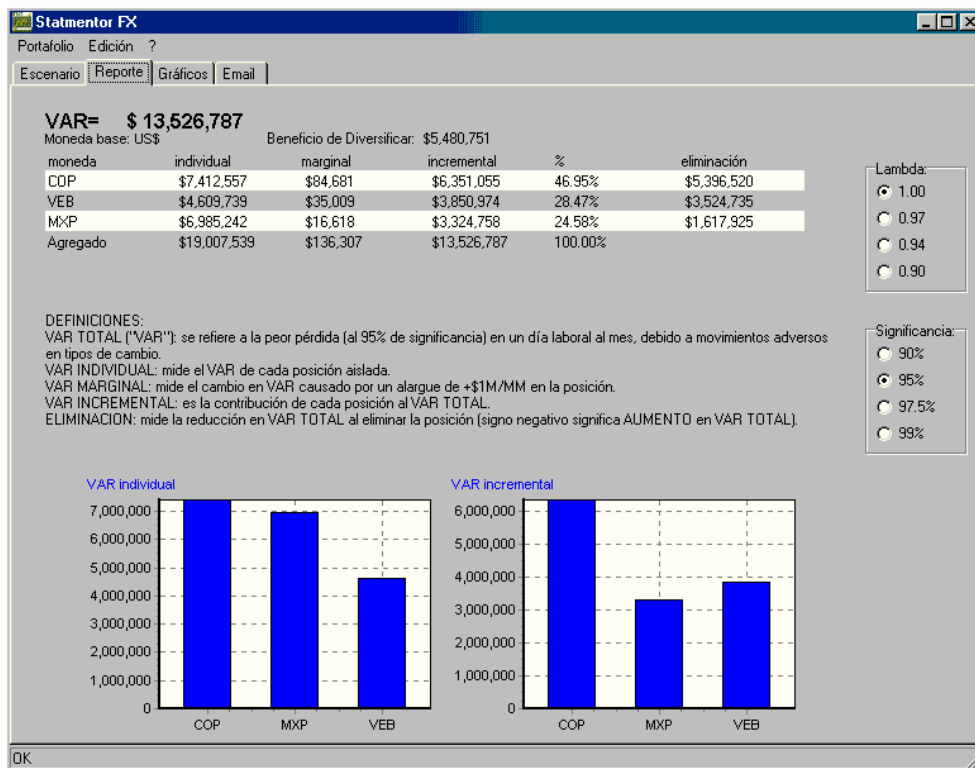 Statmentor FX
Portafolio Edición ?
Escenario Reporte Gráficos Email
VAR= $ 13,526,787
Moneda base: US$ Beneficio de Diversificar: $5,480,751
moneda individual marginal incremental % eliminación
COP $7,412,557 $84,681 $6,351,055 46.95% $5,396,520
VEB $4,609,739 $35,009 $3,850,974 28.47% $3,524,735
MXP $6,985,242 $16,618 $3,324,758 24.58% $1,617,925
Agregado $19,007,539 $136,307 $13,526,787 100.00%
Lambda:
1.00
0.97
0.94
0.90
DEFINICIONES:
VAR TOTAL ("VAR"): se refiere a la peor pérdida (al 95% de significancia) en un día laboral al mes, debido a movimientos adversos
en tipos de cambio.
VAR INDIVIDUAL: mide el VAR de cada posición aislada.
VAR MARGINAL: mide el cambio en VAR causado por un alargue de +$1M/MM en la posición.
VAR INCREMENTAL: es la contribución de cada posición al VAR TOTAL.
ELIMINACION: mide la reducción en VAR TOTAL al eliminar la posición (signo negativo significa AUMENTO en VAR TOTAL).
Significancia:
90%
95%
97.5%
99%
VAR individual
7,000,000
6,000,000
5,000,000
4,000,000
3,000,000
2,000,000
1,000,000
0
COP MXP VEB
VAR incremental
6,000,000
5,000,000
4,000,000
3,000,000
2,000,000
1,000,000
0
COP MXP VEB
OK